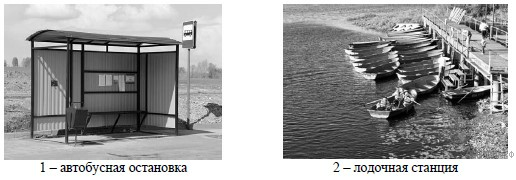 1 – автобусная остановка
2 – лодочная станция